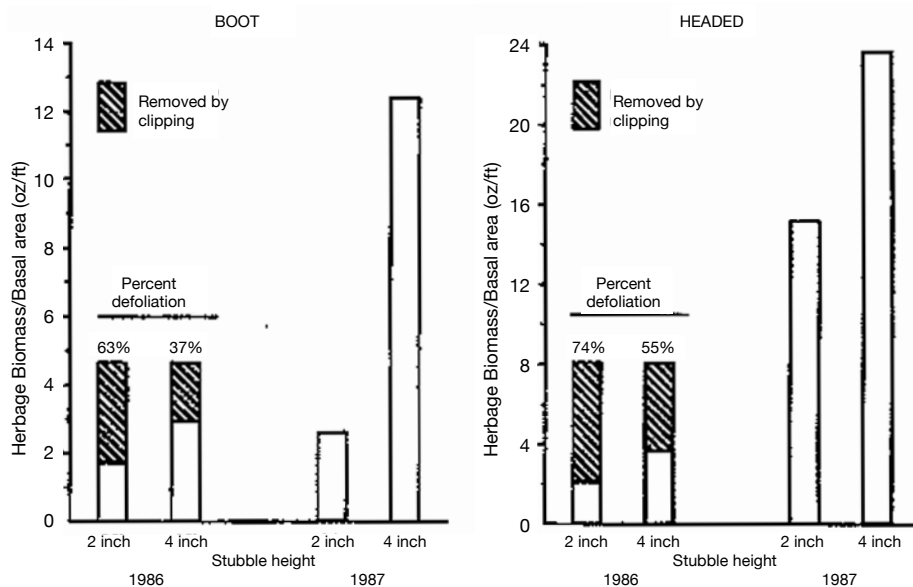 BOOT
Herbage Biomass/Basal area (oz/ft)
14
12
10
8
6
4
2
0
Removed by
clipping
Percent
defoliation
63% 37%
2 inch 4 inch 2 inch 4 inch
Stubble height
1986 1987
HEADED
Herbage Biomass/Basal area (oz/ft)
24
20
16
12
8
4
0
Removed by
clipping
Percent
defoliation
74% 55%
2 inch 4 inch 2 inch 4 inch
Stubble height
1986 1987